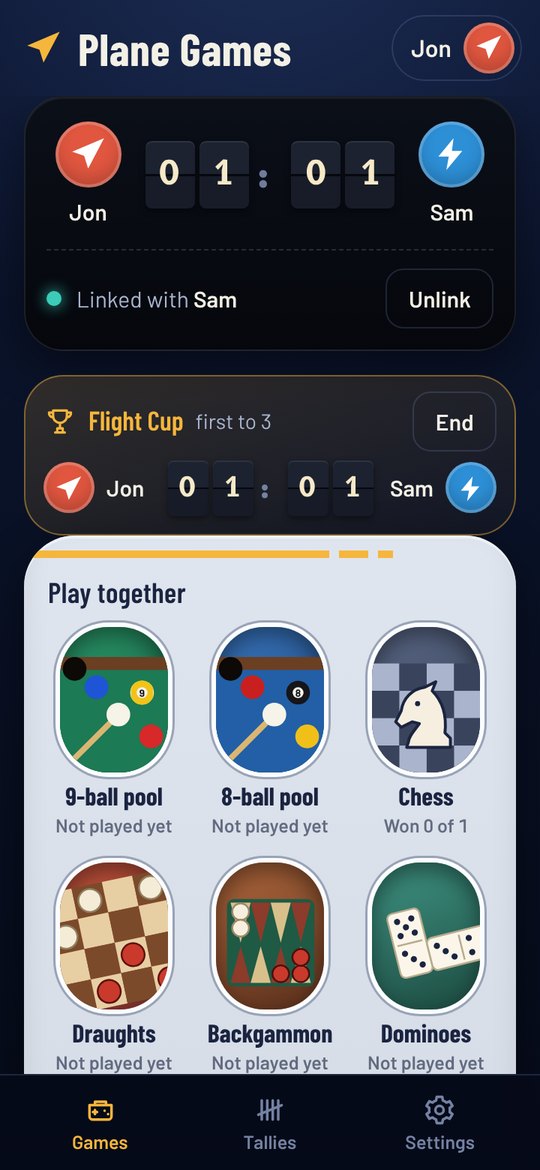 Plane Games
Jon
0 1 : 0 1
Jon
Sam
Linked with Sam
Unlink
Flight Cup first to 3
End
Jon 0 1 : 0 1 Sam
Play together
9
8
9-ball pool
8-ball pool
Chess
Not played yet
Not played yet
Won 0 of 1
Draughts
Backgammon
Dominoes
Not played yet
Not played yet
Not played yet
Games
Tallies
Settings